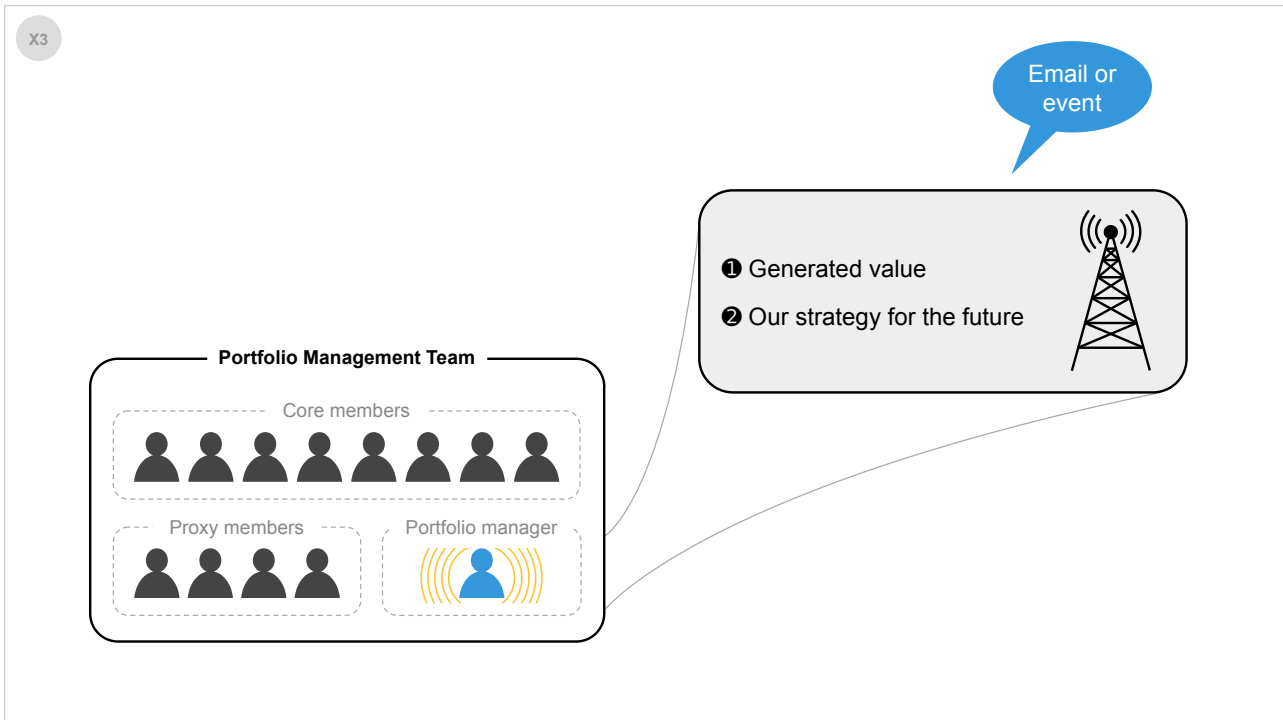 X3
Email or
event
❶ Generated value
❷ Our strategy for the future
Portfolio Management Team
Core members
Proxy members
Portfolio manager